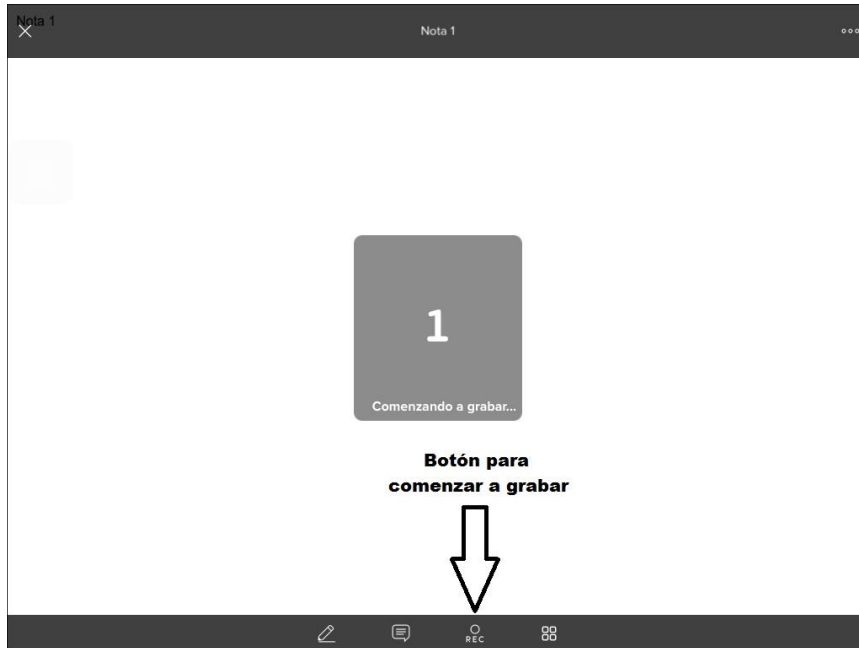 Nota 1
Nota 1
1
Comenzando a grabar...
Botón para
comenzar a grabar
REC